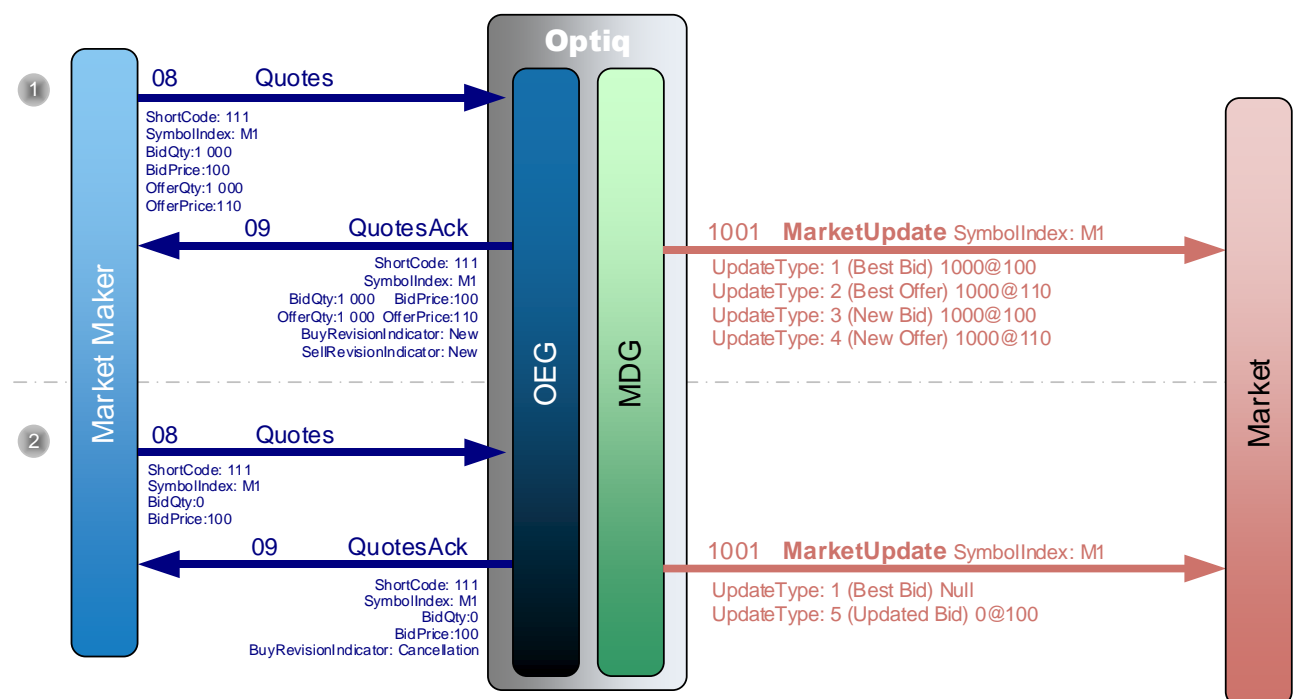 Optiq
1
08 Quotes
ShortCode: 111
SymbolIndex: M1
BidQty:1 000
BidPrice:100
OfferQty:1 000
OfferPrice:110
09 QuotesAck
ShortCode: 111
SymbolIndex: M1
BidQty:1 000 BidPrice:100
OfferQty:1 000 OfferPrice:110
BuyRevisionIndicator: New
SellRevisionIndicator: New
1001 MarketUpdate SymbolIndex: M1
UpdateType: 1 (Best Bid) 1000@100
UpdateType: 2 (Best Offer) 1000@110
UpdateType: 3 (New Bid) 1000@100
UpdateType: 4 (New Offer) 1000@110
Market Maker
OEG
MDG
Market
2
08 Quotes
ShortCode: 111
SymbolIndex: M1
BidQty:0
BidPrice:100
09 QuotesAck
ShortCode: 111
SymbolIndex: M1
BidQty:0
BidPrice:100
BuyRevisionIndicator: Cancellation
1001 MarketUpdate SymbolIndex: M1
UpdateType: 1 (Best Bid) Null
UpdateType: 5 (Updated Bid) 0@100